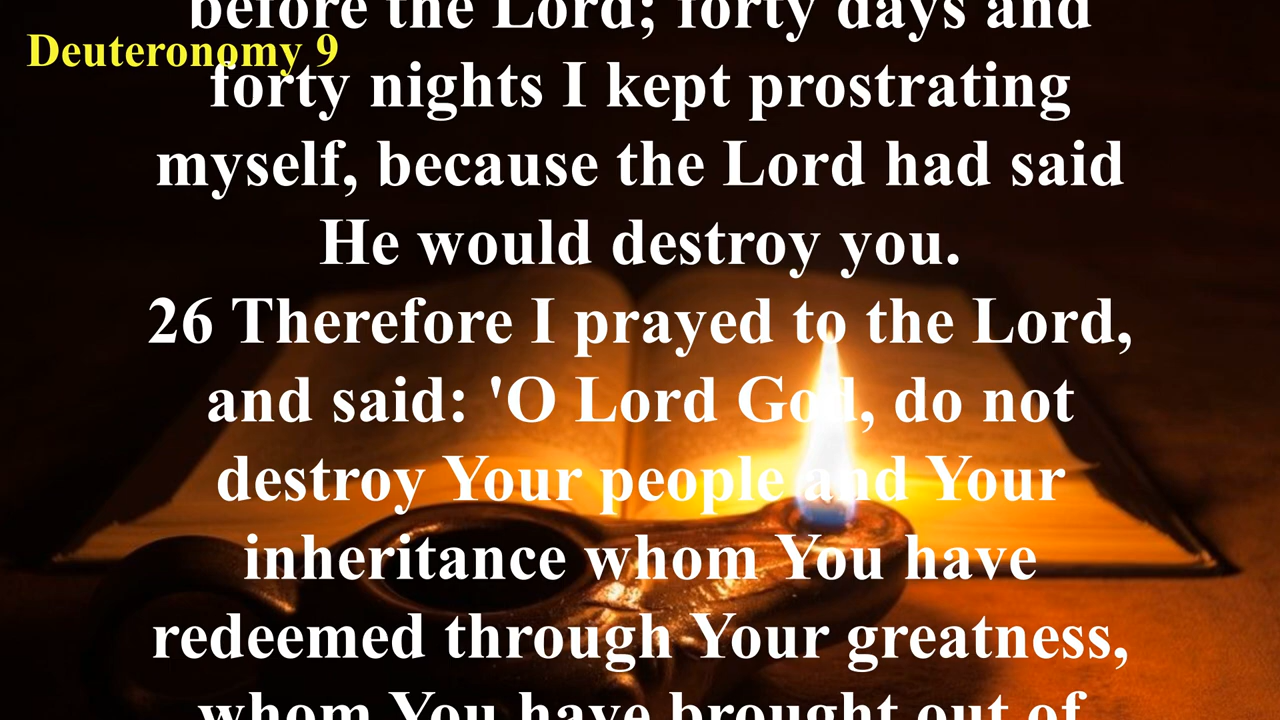 before the Lord; forty days and
Deuteronomy 9
forty nights I kept prostrating
myself, because the Lord had said
He would destroy you.
26 Therefore I prayed to the Lord,
and said: 'O Lord God, do not
destroy Your people and Your
inheritance whom You have
redeemed through Your greatness,
whom You have brought out of